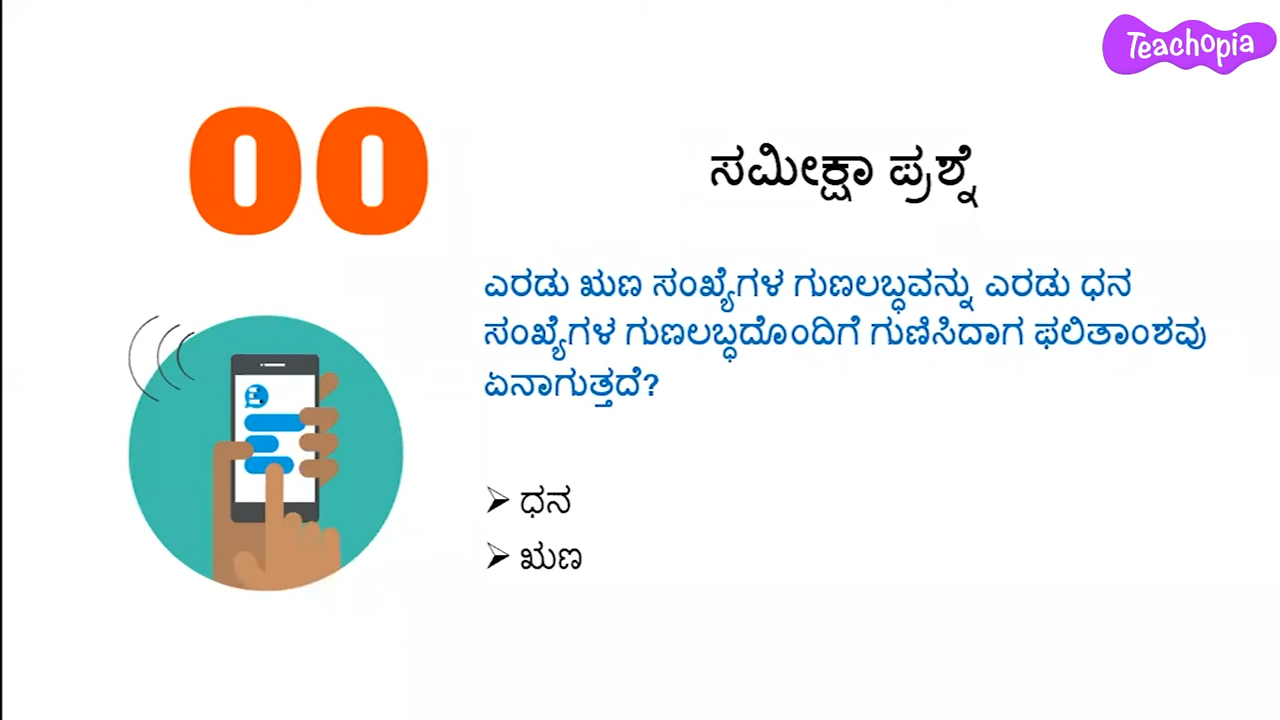 Teachopia
00
ಸಮೀಕ್ಷಾ ಪ್ರಶ್ನೆ
ಎರಡು ಋಣ ಸಂಖ್ಯೆಗಳ ಗುಣಲಬ್ಧವನ್ನು ಎರಡು ಧನ
ಸಂಖ್ಯೆಗಳ ಗುಣಲಬ್ಧದೊಂದಿಗೆ ಗುಣಿಸಿದಾಗ ಫಲಿತಾಂಶವು
ಏನಾಗುತ್ತದೆ?
➢ ಧನ
➢ ಋಣ